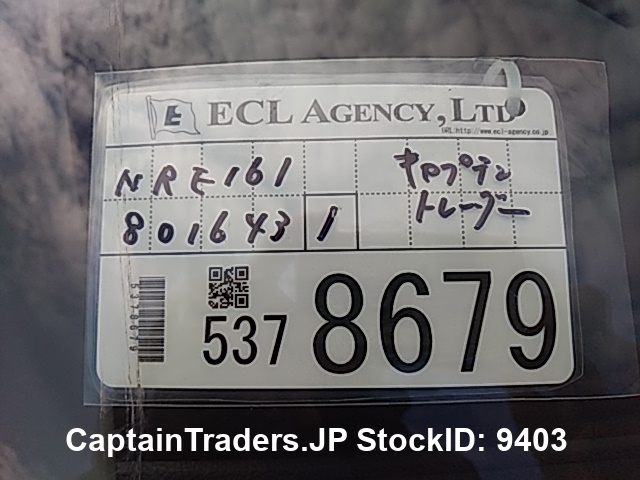 E ECL AGENCY, LTD
URL:http://www.ecl-agency.co.jp
NRE161 キャプテン
801643 1 トレーダー
5378679
537 8679
CaptainTraders.JP StockID: 9403